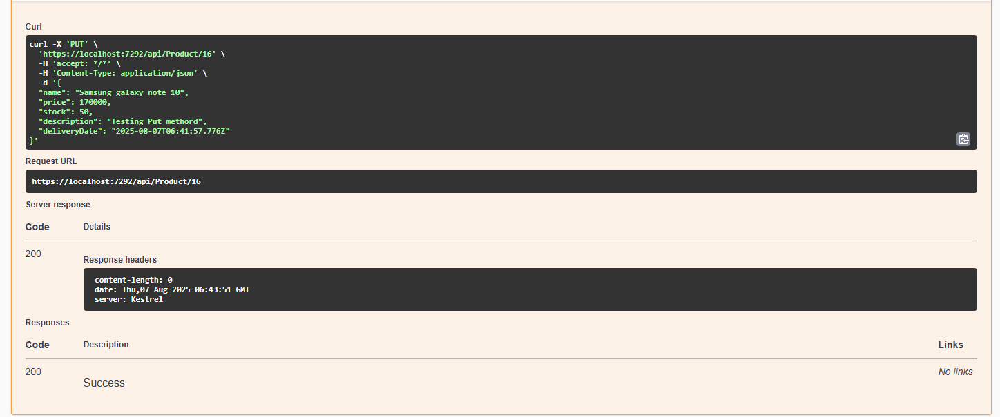 Curl
curl -X 'PUT' \
  'https://localhost:7292/api/Product/16' \
  -H 'accept: */*' \
  -H 'Content-Type: application/json' \
  -d '{
  "name": "Samsung galaxy note 10",
  "price": 170000,
  "stock": 50,
  "description": "Testing Put methord",
  "deliveryDate": "2025-08-07T06:41:57.776Z"
}'
Request URL
https://localhost:7292/api/Product/16
Server response
Code Details
200
Response headers
content-length: 0
date: Thu,07 Aug 2025 06:43:51 GMT
server: Kestrel
Responses
Code Description Links
200 No links
Success